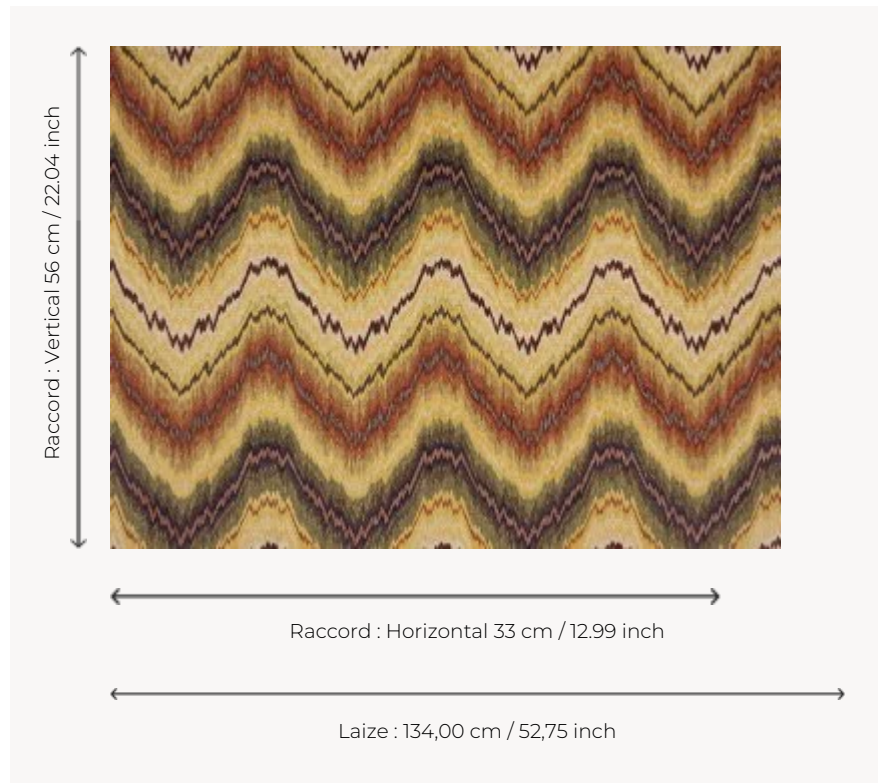 Raccord : Vertical 56 cm / 22.04 inch
Raccord : Horizontal 33 cm / 12.99 inch
Laize : 134,00 cm / 52,75 inch